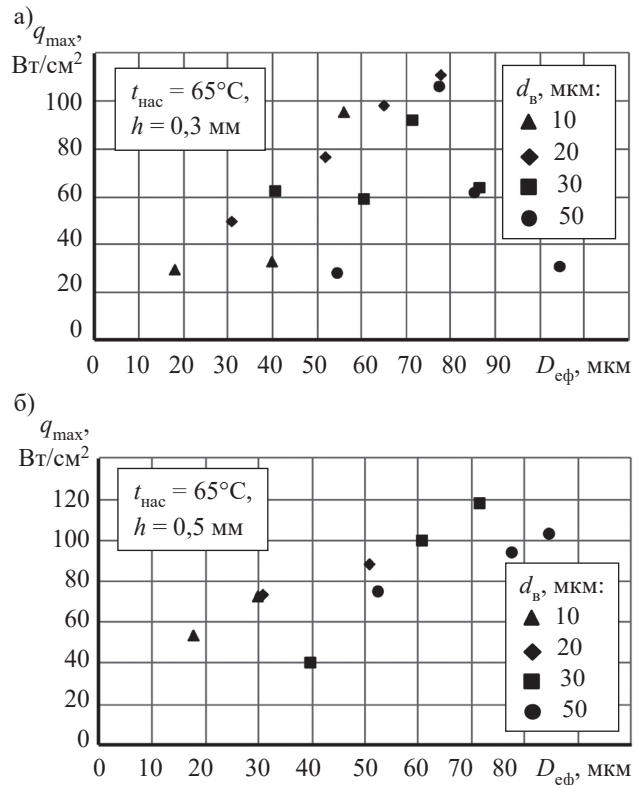 а)
q_max,
Вт/см²
t_нас = 65°C,
h = 0,3 мм
d_в, мкм:
10
20
30
50
100
80
60
40
20
0
0 10 20 30 40 50 60 70 80 90 D_еф, мкм
б)
q_max,
Вт/см²
t_нас = 65°C,
h = 0,5 мм
d_в, мкм:
10
20
30
50
120
100
80
60
40
20
0
0 10 20 30 40 50 60 70 80 D_еф, мкм